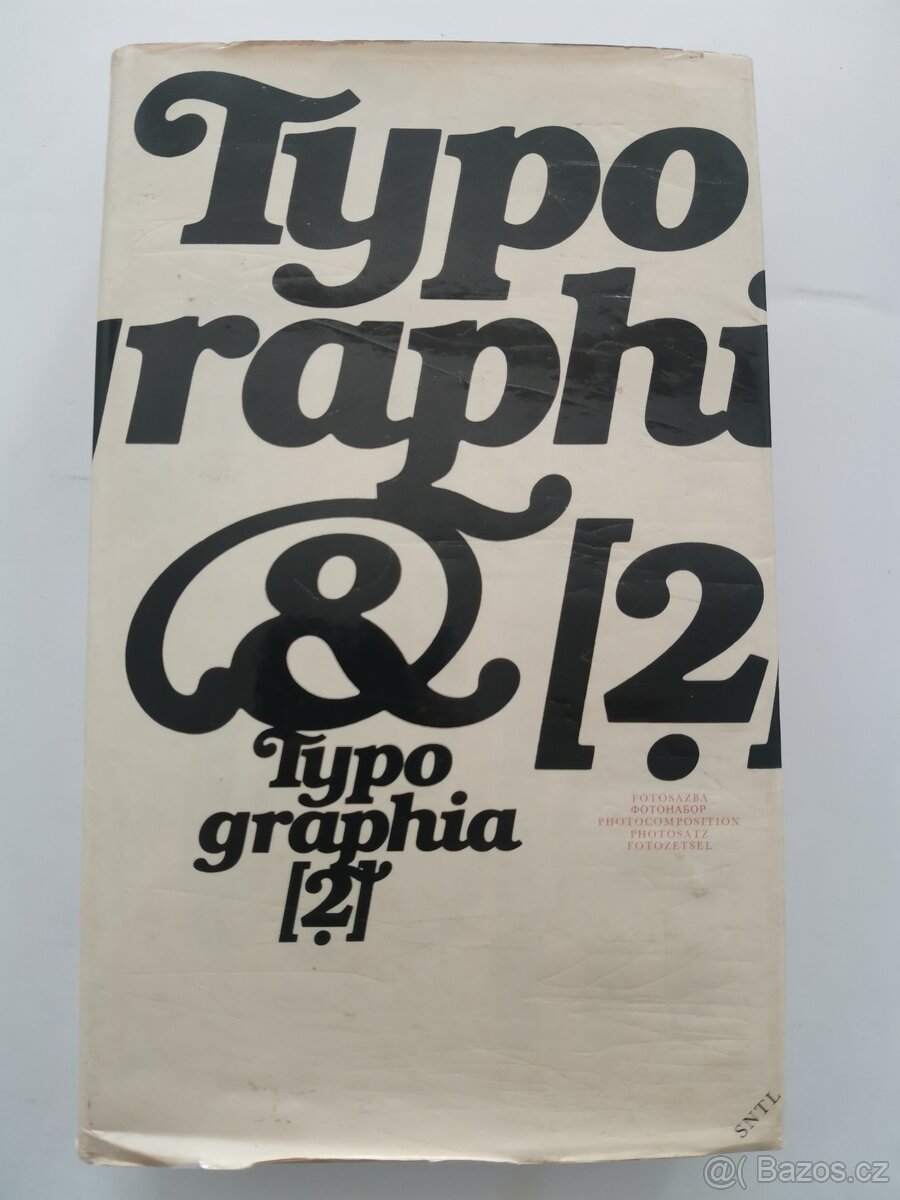 Typo
graphi
&
[2]
Typo
graphia
[2]
FOTOSAZBA
ФОТОНАБОР
PHOTOCOMPOSITION
PHOTOSATZ
FOTOZETSEL
SNTL
@( Bazos.cz